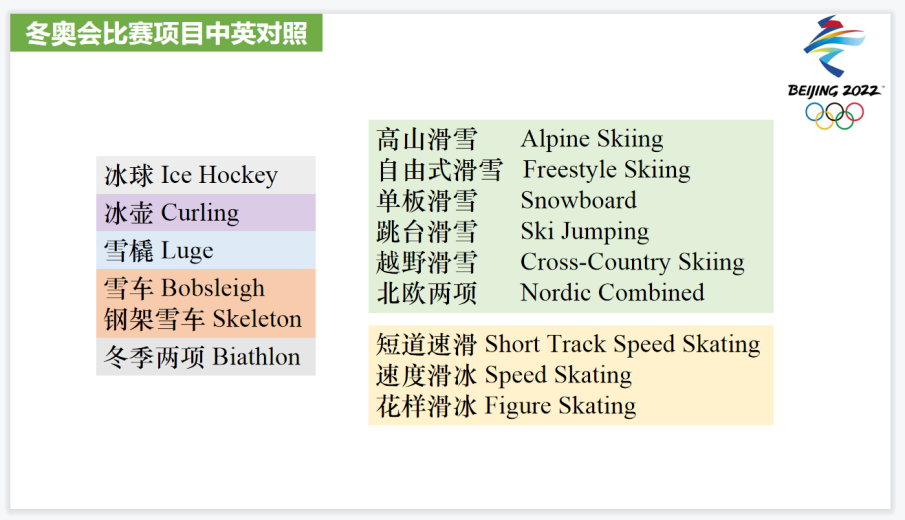 冬奥会比赛项目中英对照
BEIJING 2022
冰球 Ice Hockey
冰壶 Curling
雪橇 Luge
雪车 Bobsleigh
钢架雪车 Skeleton
冬季两项 Biathlon
高山滑雪 Alpine Skiing
自由式滑雪 Freestyle Skiing
单板滑雪 Snowboard
跳台滑雪 Ski Jumping
越野滑雪 Cross-Country Skiing
北欧两项 Nordic Combined
短道速滑 Short Track Speed Skating
速度滑冰 Speed Skating
花样滑冰 Figure Skating